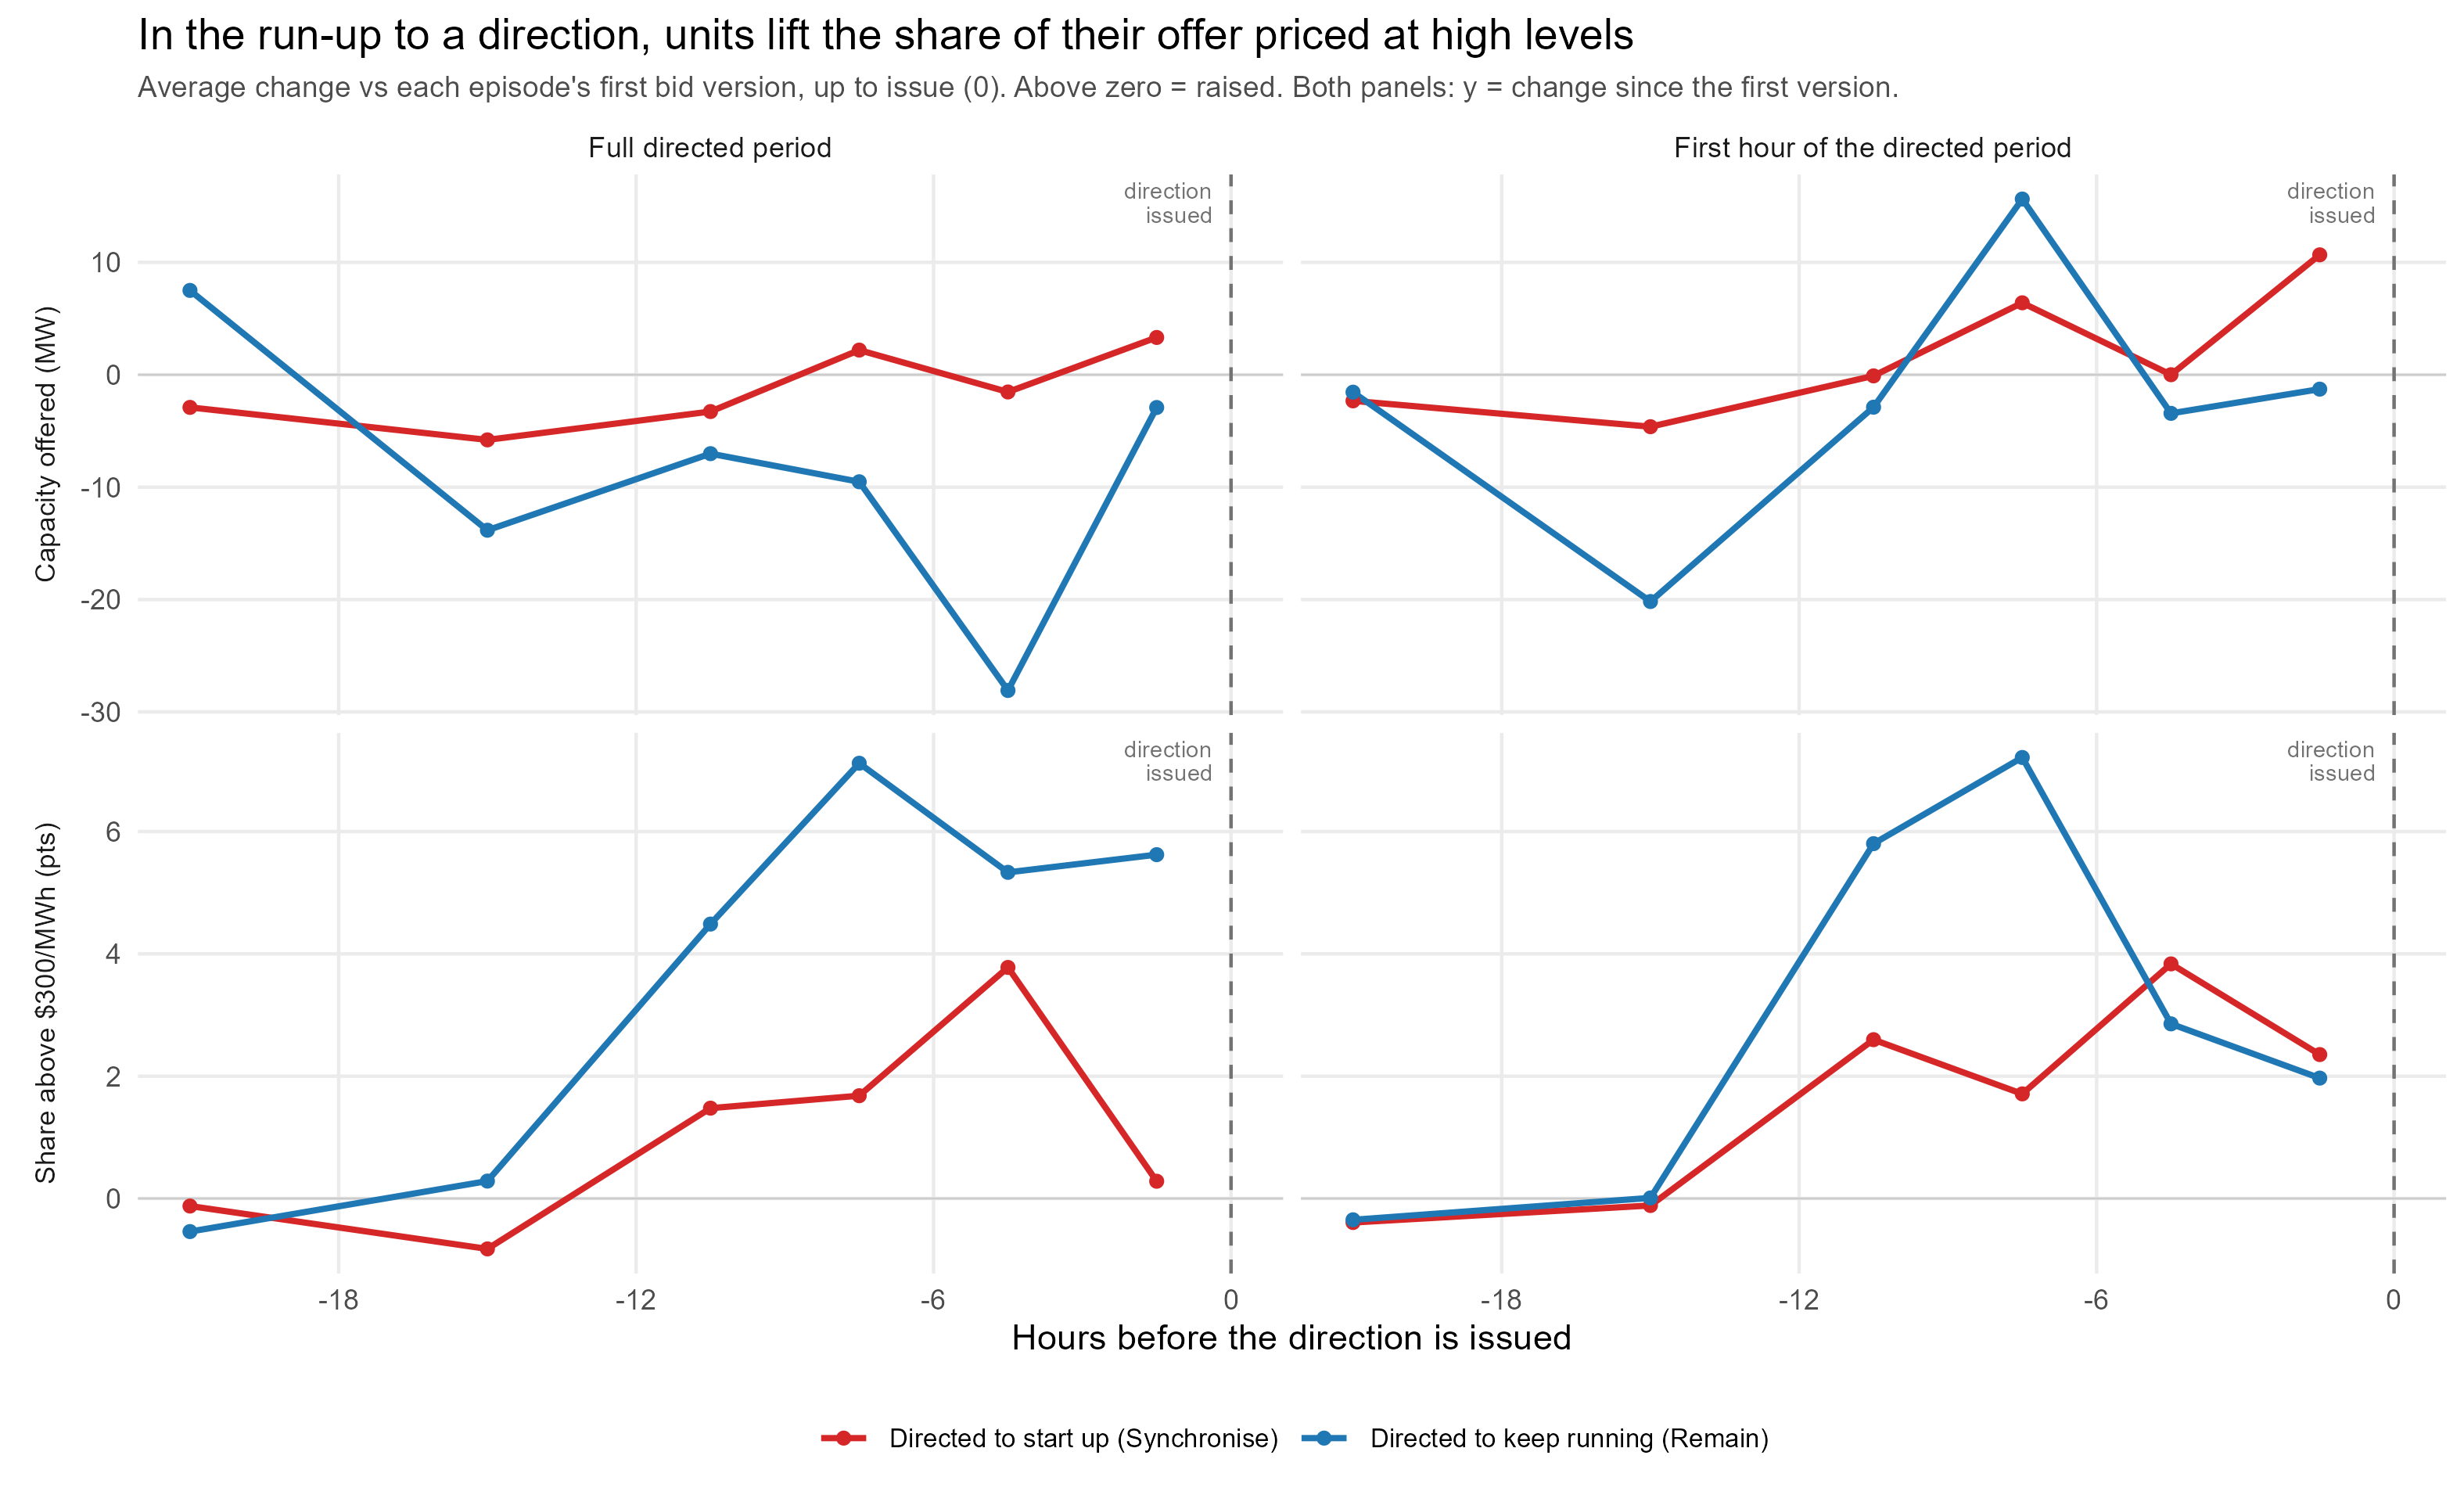 In the run-up to a direction, units lift the share of their offer priced at high levels
Average change vs each episode's first bid version, up to issue (0). Above zero = raised. Both panels: y = change since the first version.
Full directed period
First hour of the directed period
direction
issued
direction
issued
Capacity offered (MW)
10
0
-10
-20
-30
direction
issued
direction
issued
Share above $300/MWh (pts)
6
4
2
0
-18
-12
-6
0
-18
-12
-6
0
Hours before the direction is issued
Directed to start up (Synchronise)
Directed to keep running (Remain)